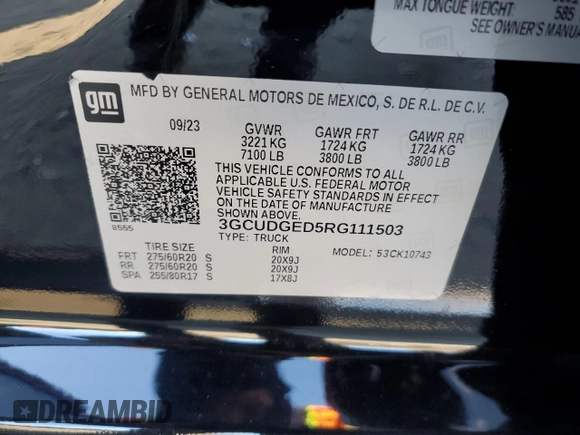 MAX TONGUE WEIGHT: 585
SEE OWNER'S MANUA
gm
MFD BY GENERAL MOTORS DE MEXICO, S. DE R.L. DE C.V.
09/23 GVWR GAWR FRT GAWR RR
3221 KG 1724 KG 1724 KG
7100 LB 3800 LB 3800 LB
THIS VEHICLE CONFORMS TO ALL
APPLICABLE U.S. FEDERAL MOTOR
VEHICLE SAFETY STANDARDS IN EFFECT
ON THE DATE OF MANUFACTURE
SHOWN ABOVE.
8555 3GCUDGED5RG111503
TYPE: TRUCK MODEL: 53CK10743
TIRE SIZE RIM
FRT 275/60R20 S 20X9J
RR 275/60R20 S 20X9J
SPA 255/80R17 S 17X8J
DREAMBID